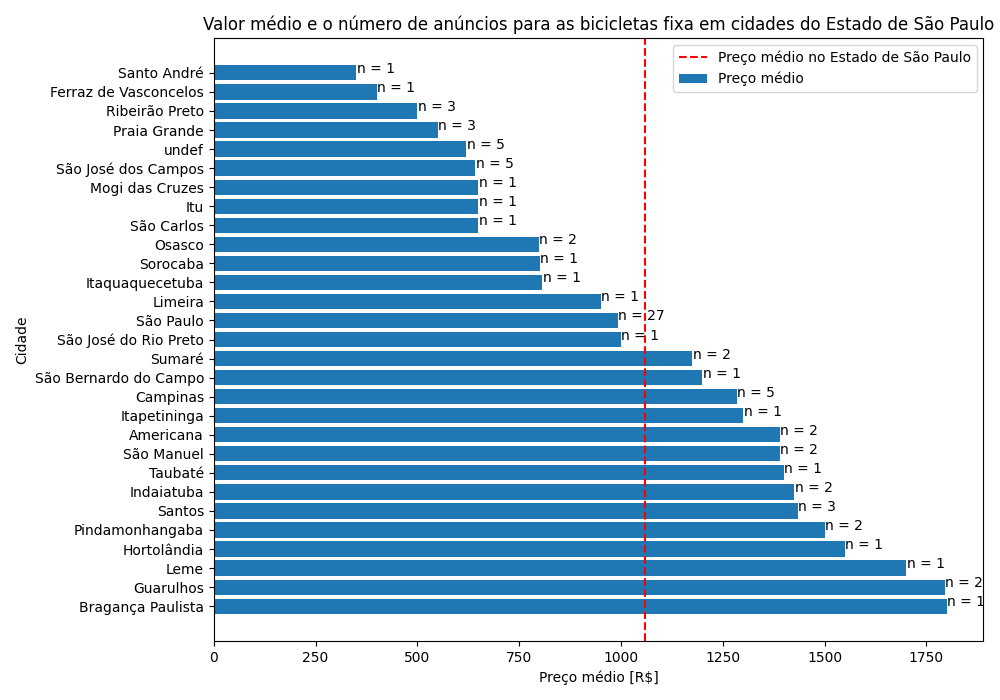 Valor médio e o número de anúncios para as bicicletas fixa em cidades do Estado de São Paulo
Preço médio no Estado de São Paulo
Preço médio
Santo André n = 1
Ferraz de Vasconcelos n = 1
Ribeirão Preto n = 3
Praia Grande n = 3
undef n = 5
São José dos Campos n = 5
Mogi das Cruzes n = 1
Itu n = 1
São Carlos n = 1
Osasco n = 2
Sorocaba n = 1
Itaquaquecetuba n = 1
Limeira n = 1
São Paulo n = 27
São José do Rio Preto n = 1
Sumaré n = 2
São Bernardo do Campo n = 1
Campinas n = 5
Itapetininga n = 1
Americana n = 2
São Manuel n = 2
Taubaté n = 1
Indaiatuba n = 2
Santos n = 3
Pindamonhangaba n = 2
Hortolândia n = 1
Leme n = 1
Guarulhos n = 2
Bragança Paulista n = 1
Cidade
0 250 500 750 1000 1250 1500 1750
Preço médio [R$]